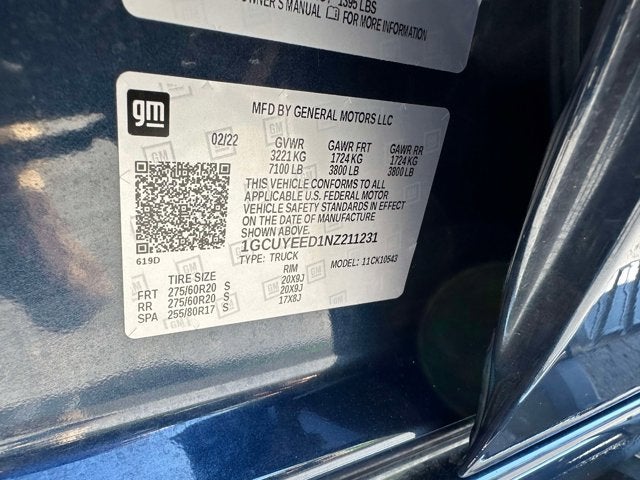 1395 LBS
OWNER'S MANUAL FOR MORE INFORMATION
gm
MFD BY GENERAL MOTORS LLC
02/22 GVWR GAWR FRT GAWR RR
3221 KG 1724 KG 1724 KG
7100 LB 3800 LB 3800 LB
THIS VEHICLE CONFORMS TO ALL
APPLICABLE U.S. FEDERAL MOTOR
VEHICLE SAFETY STANDARDS IN EFFECT
ON THE DATE OF MANUFACTURE
1GCUYEED1NZ211231
619D TYPE: TRUCK MODEL: 11CK10543
TIRE SIZE RIM
FRT 275/60R20 S 20X9J
RR 275/60R20 S 20X9J
SPA 255/80R17 S 17X8J